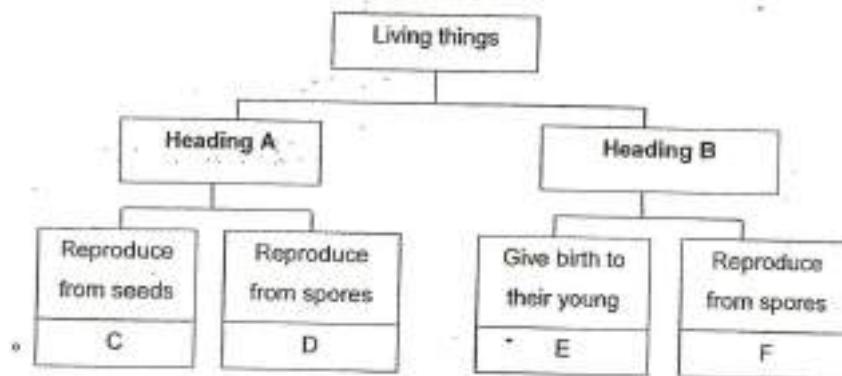 Living things
Heading A
Heading B
Reproduce
from seeds
C
Reproduce
from spores
D
Give birth to
their young
E
Reproduce
from spores
F